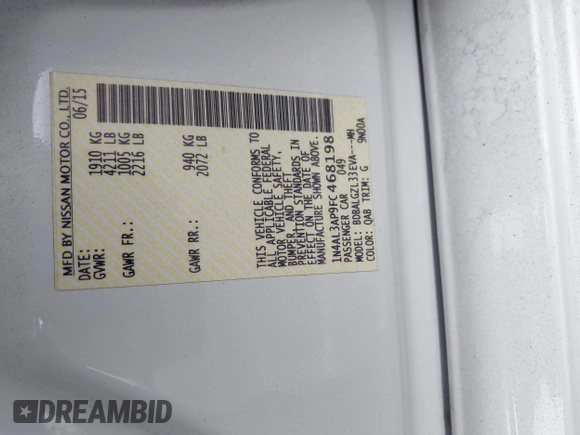 MFD BY NISSAN MOTOR CO., LTD.
DATE: 06/15
GVWR: 1910 KG
4211 LB
GAWR FR.: 1005 KG
2216 LB
GAWR RR.: 940 KG
2072 LB
THIS VEHICLE CONFORMS TO
ALL APPLICABLE FEDERAL
MOTOR VEHICLE SAFETY,
BUMPER, AND THEFT
PREVENTION STANDARDS IN
EFFECT ON THE DATE OF
MANUFACTURE SHOWN ABOVE.
1N4AL3AP9FC468198
PASSENGER CAR 049
MODEL: BDBALGZL33EVA---MH
COLOR: QAB TRIM: G 9N00A
DREAMBID